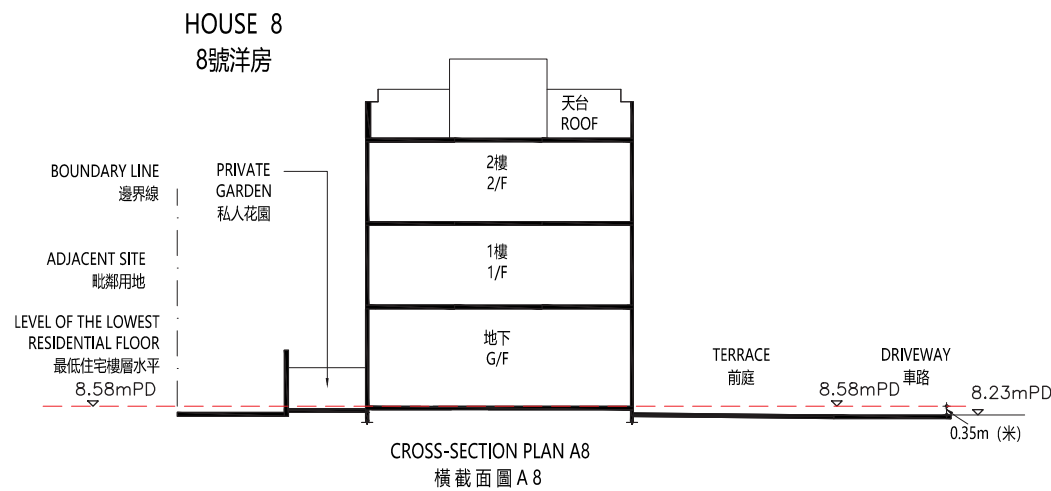 HOUSE 8
8號洋房
天台
ROOF
2樓
2/F
BOUNDARY LINE
邊界線
PRIVATE
GARDEN
私人花園
1樓
1/F
ADJACENT SITE
毗鄰用地
LEVEL OF THE LOWEST
RESIDENTIAL FLOOR
最低住宅樓層水平
8.58mPD
地下
G/F
TERRACE
前庭
DRIVEWAY
車路
8.58mPD
8.23mPD
0.35m (米)
CROSS-SECTION PLAN A8
橫截面圖A8